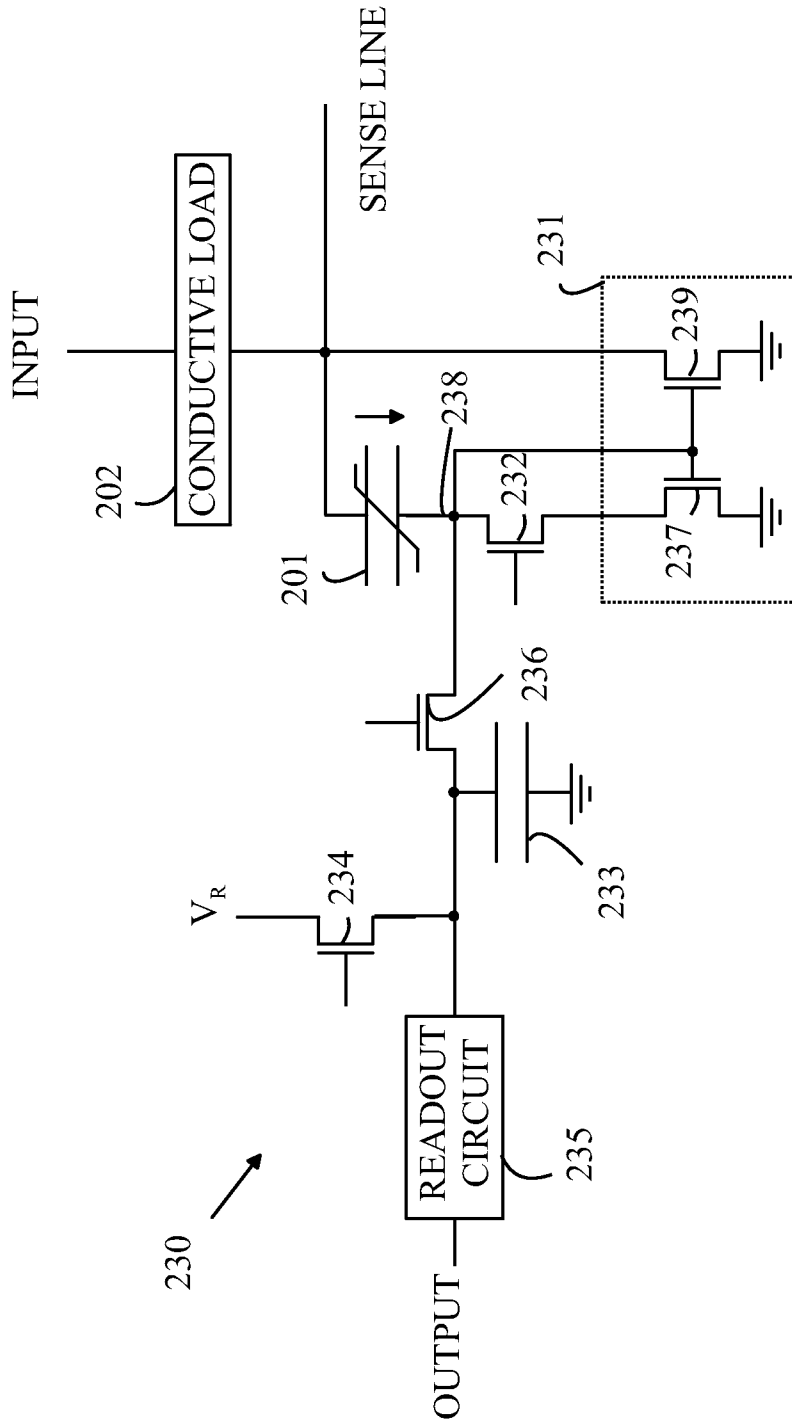 INPUT
202
CONDUCTIVE LOAD
SENSE LINE
201
238
232
231
239
237
236
233
V_R
234
READOUT
CIRCUIT
235
230
OUTPUT